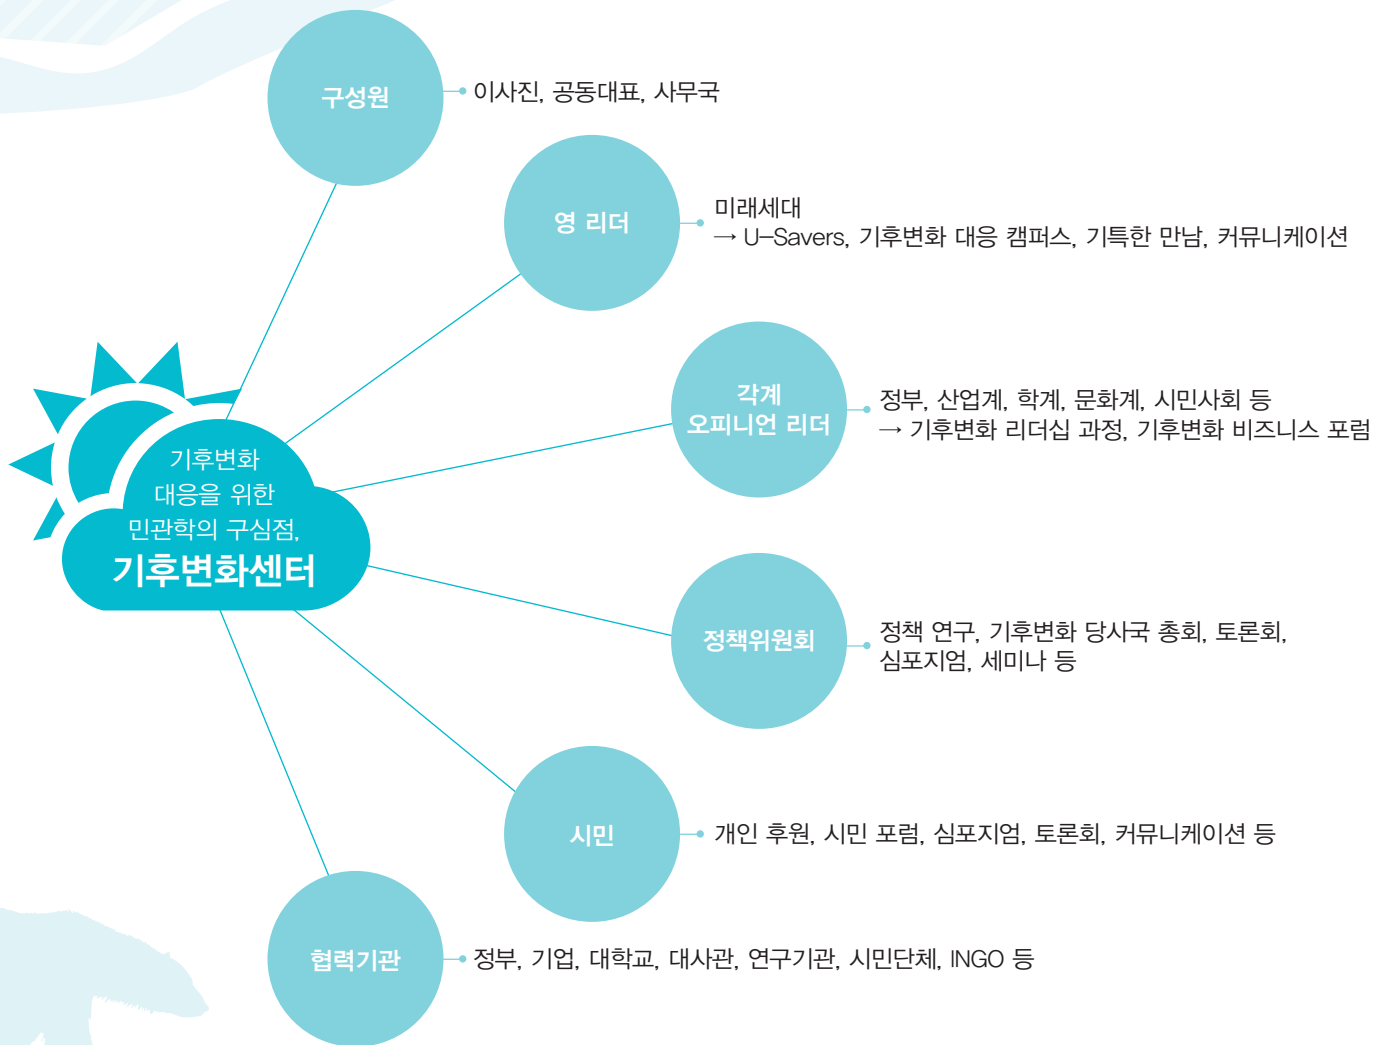 구성원
이사진, 공동대표, 사무국
영 리더
미래세대
→ U-Savers, 기후변화 대응 캠퍼스, 기특한 만남, 커뮤니케이션
각계
오피니언 리더
정부, 산업계, 학계, 문화계, 시민사회 등
→ 기후변화 리더십 과정, 기후변화 비즈니스 포럼
기후변화
대응을 위한
민관학의 구심점,
기후변화센터
정책위원회
정책 연구, 기후변화 당사국 총회, 토론회,
심포지엄, 세미나 등
시민
개인 후원, 시민 포럼, 심포지엄, 토론회, 커뮤니케이션 등
협력기관
정부, 기업, 대학교, 대사관, 연구기관, 시민단체, INGO 등